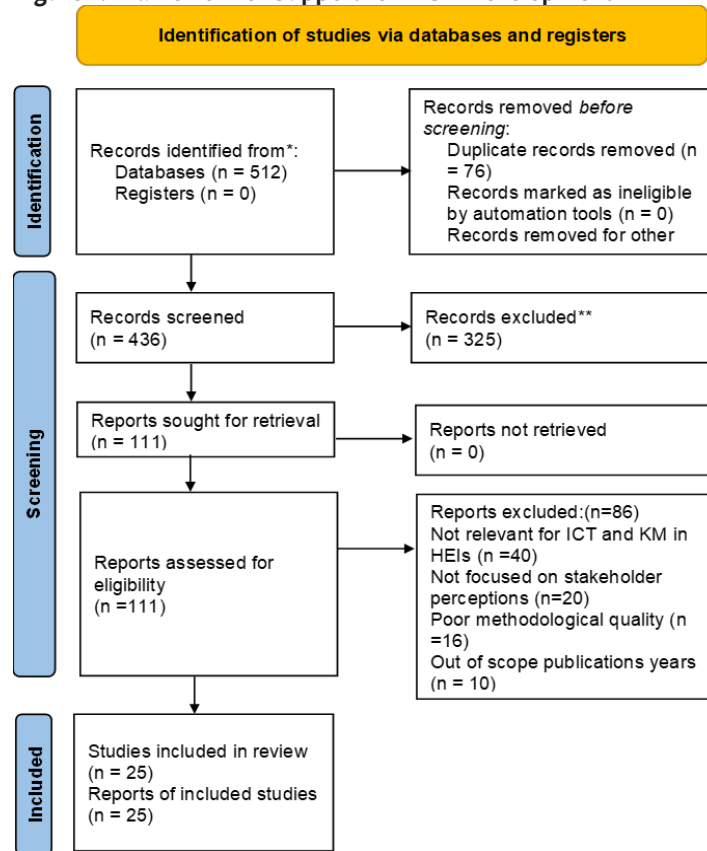 Identification of studies via databases and registers
Identification
Records identified from*:
Databases (n = 512)
Registers (n = 0)
Records removed before
screening:
Duplicate records removed (n
= 76)
Records marked as ineligible
by automation tools (n = 0)
Records removed for other
Screening
Records screened
(n = 436)
Records excluded**
(n = 325)
Reports sought for retrieval
(n = 111)
Reports not retrieved
(n = 0)
Reports assessed for
eligibility
(n =111)
Reports excluded:(n=86)
Not relevant for ICT and KM in
HEIs (n =40)
Not focused on stakeholder
perceptions (n=20)
Poor methodological quality (n
=16)
Out of scope publications years
(n = 10)
Included
Studies included in review
(n = 25)
Reports of included studies
(n = 25)